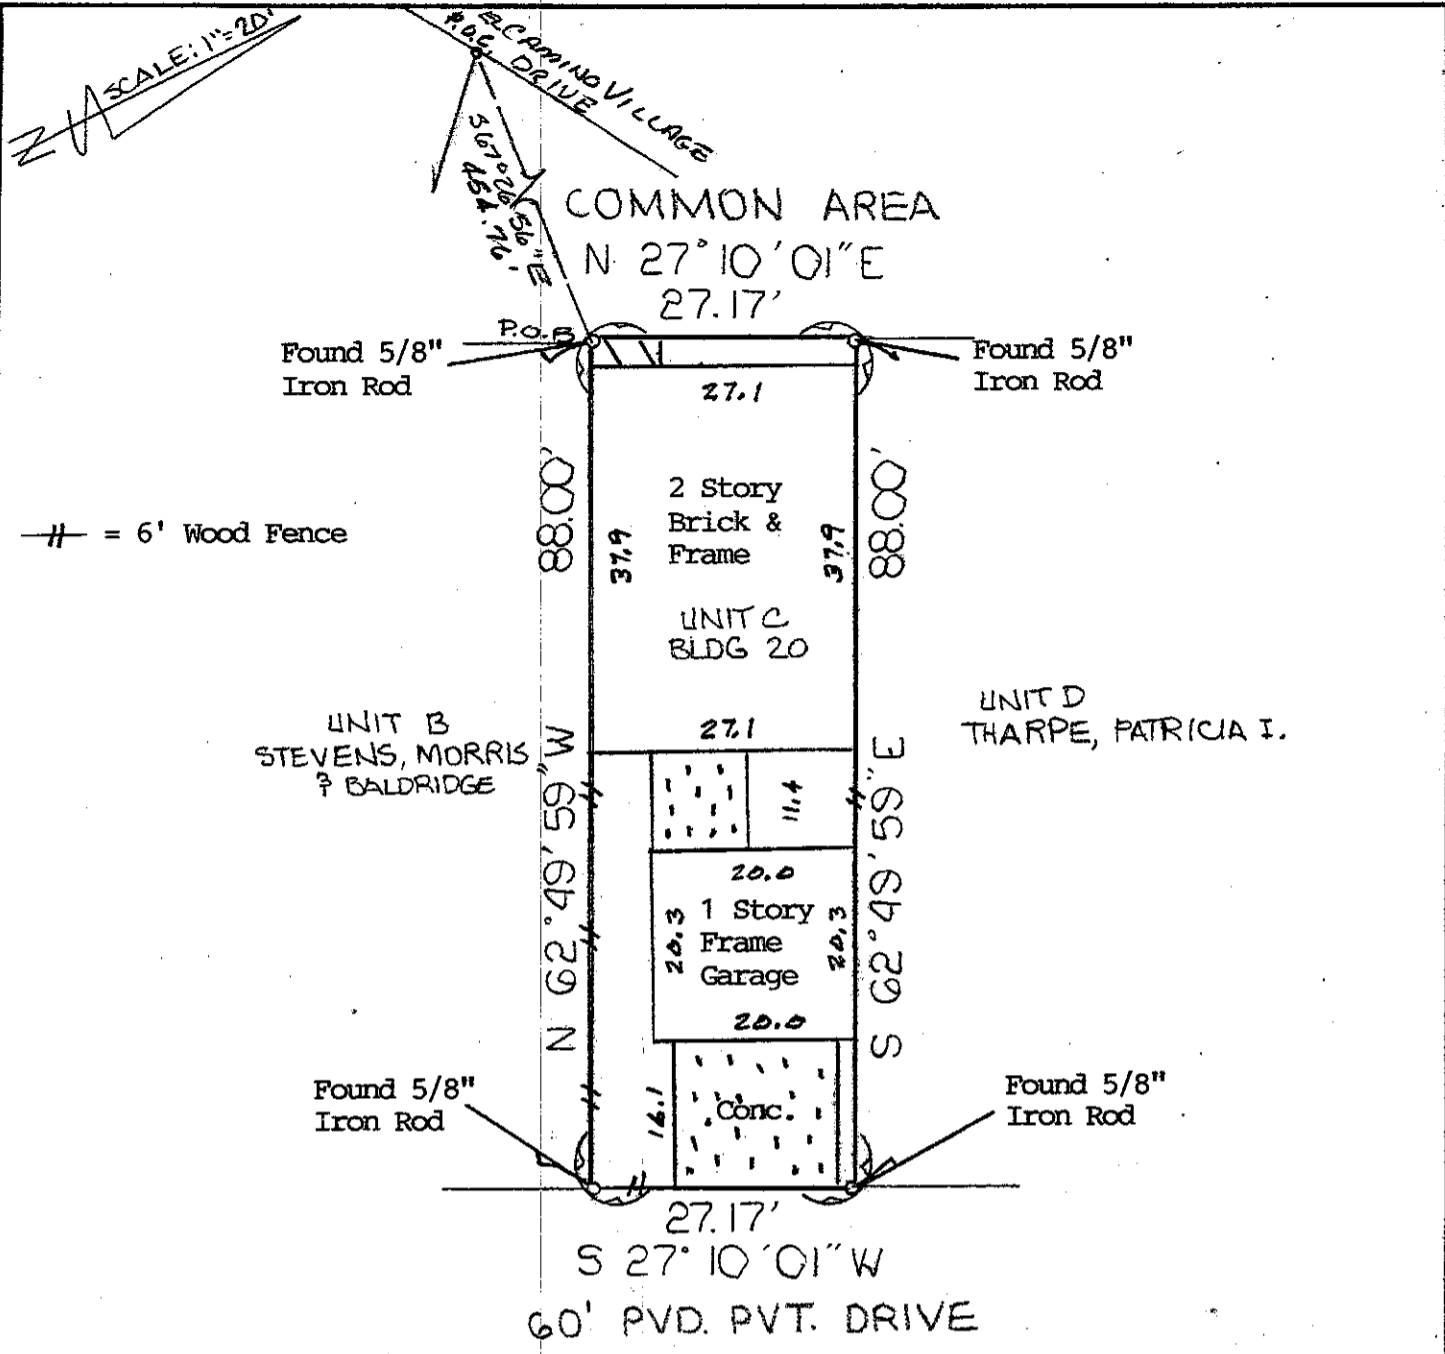 N
SCALE: 1"=20'
EL CAMINO VILLAGE
DRIVE
P.O.C.
S67°26'56"E
454.76'
COMMON AREA
N 27°10'01"E
27.17'
P.O.B
Found 5/8"
Iron Rod
Found 5/8"
Iron Rod
27.1
88.00'
37.9
2 Story
Brick &
Frame
37.9
88.00'
= 6' Wood Fence
UNIT C
BLDG 20
UNIT B
STEVENS, MORRIS
& BALDRIDGE
UNIT D
THARPE, PATRICIA I.
27.1
N 62°49'59"W
11.4
S 62°49'59"E
20.0
20.3
1 Story
Frame
Garage
20.3
20.0
Found 5/8"
Iron Rod
16.1
Conc.
Found 5/8"
Iron Rod
27.17'
S 27°10'01"W
60' PVD. PVT. DRIVE